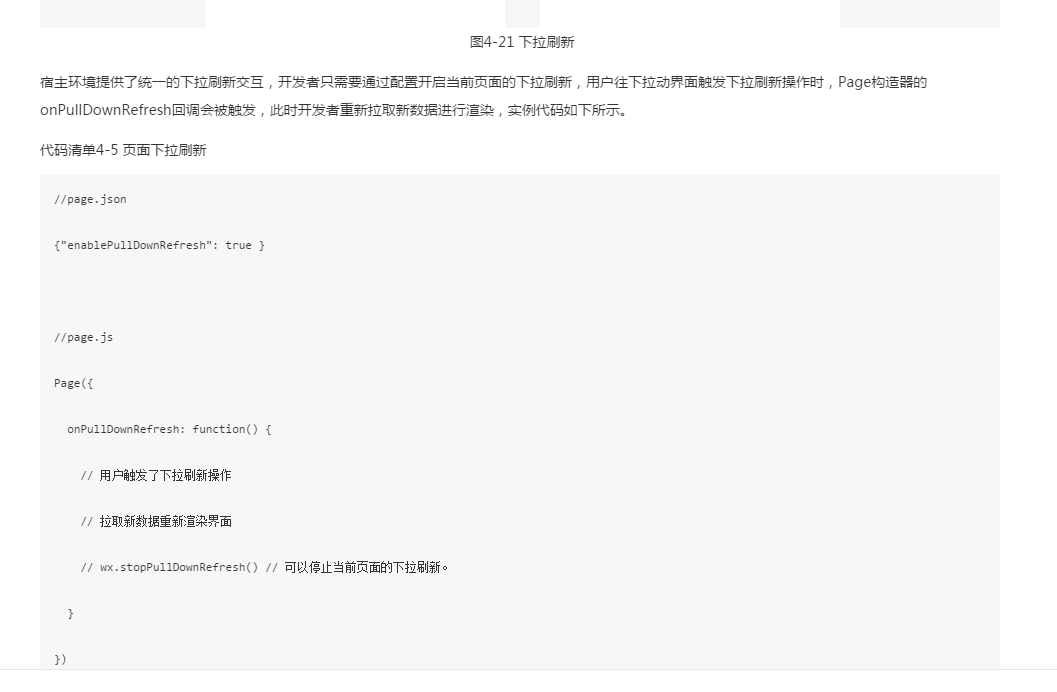 图4-21 下拉刷新
宿主环境提供了统一的下拉刷新交互，开发者只需要通过配置开启当前页面的下拉刷新，用户往下拉动界面触发下拉刷新操作时，Page构造器的
onPullDownRefresh回调会被触发，此时开发者重新拉取新数据进行渲染，实例代码如下所示。
代码清单4-5 页面下拉刷新
//page.json
{"enablePullDownRefresh": true }
//page.js
Page({
onPullDownRefresh: function() {
// 用户触发了下拉刷新操作
// 拉取新数据重新渲染界面
// wx.stopPullDownRefresh() // 可以停止当前页面的下拉刷新。
}
})